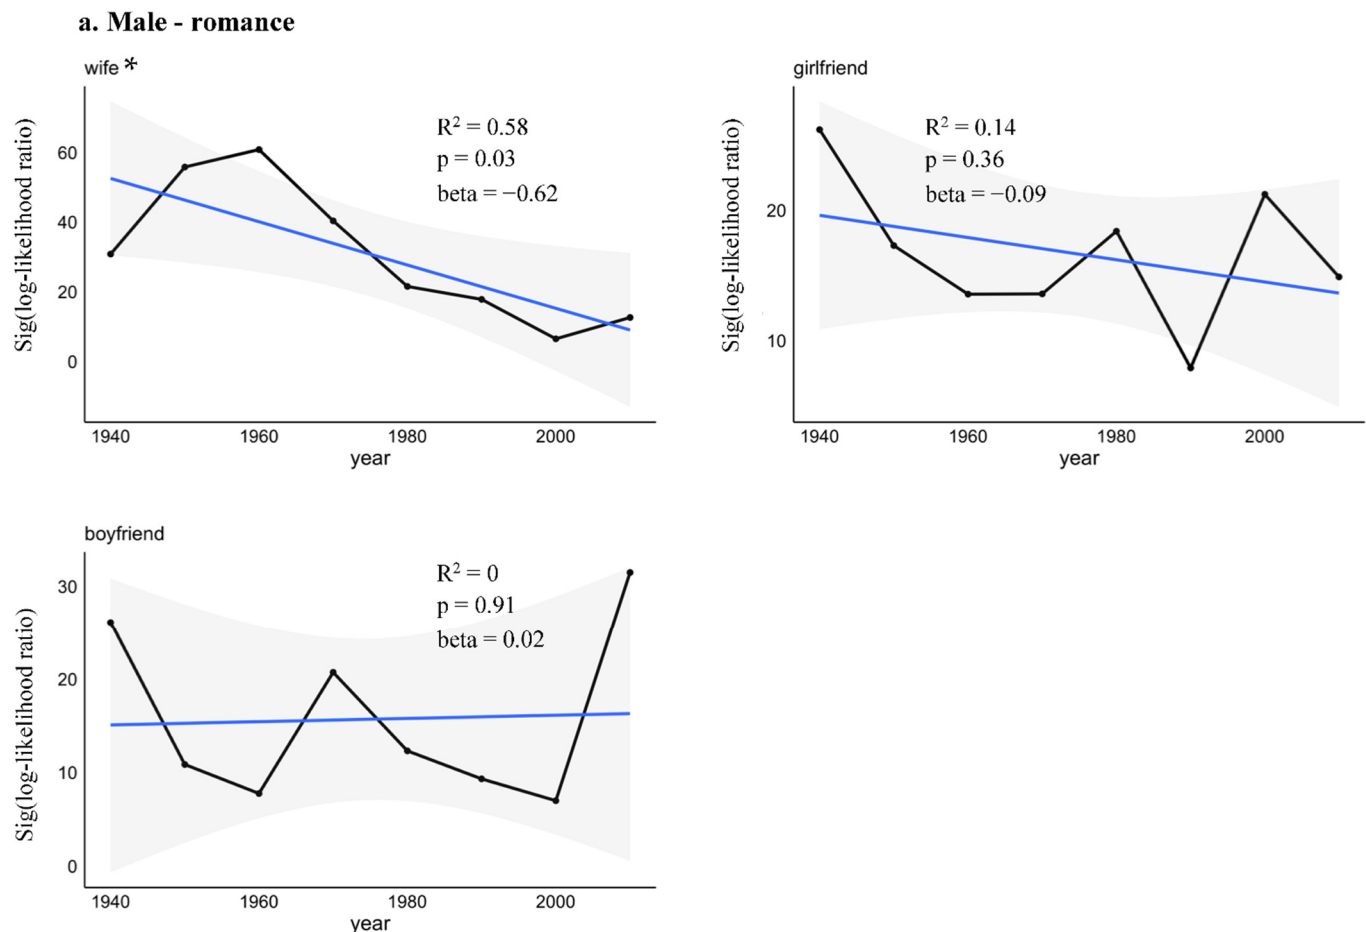 a. Male - romance
wife *
Sig(log-likelihood ratio)
60
40
20
0
R² = 0.58
p = 0.03
beta = −0.62
1940 1960 1980 2000
year
girlfriend
Sig(log-likelihood ratio)
20
10
R² = 0.14
p = 0.36
beta = −0.09
1940 1960 1980 2000
year
boyfriend
Sig(log-likelihood ratio)
30
20
10
0
R² = 0
p = 0.91
beta = 0.02
1940 1960 1980 2000
year